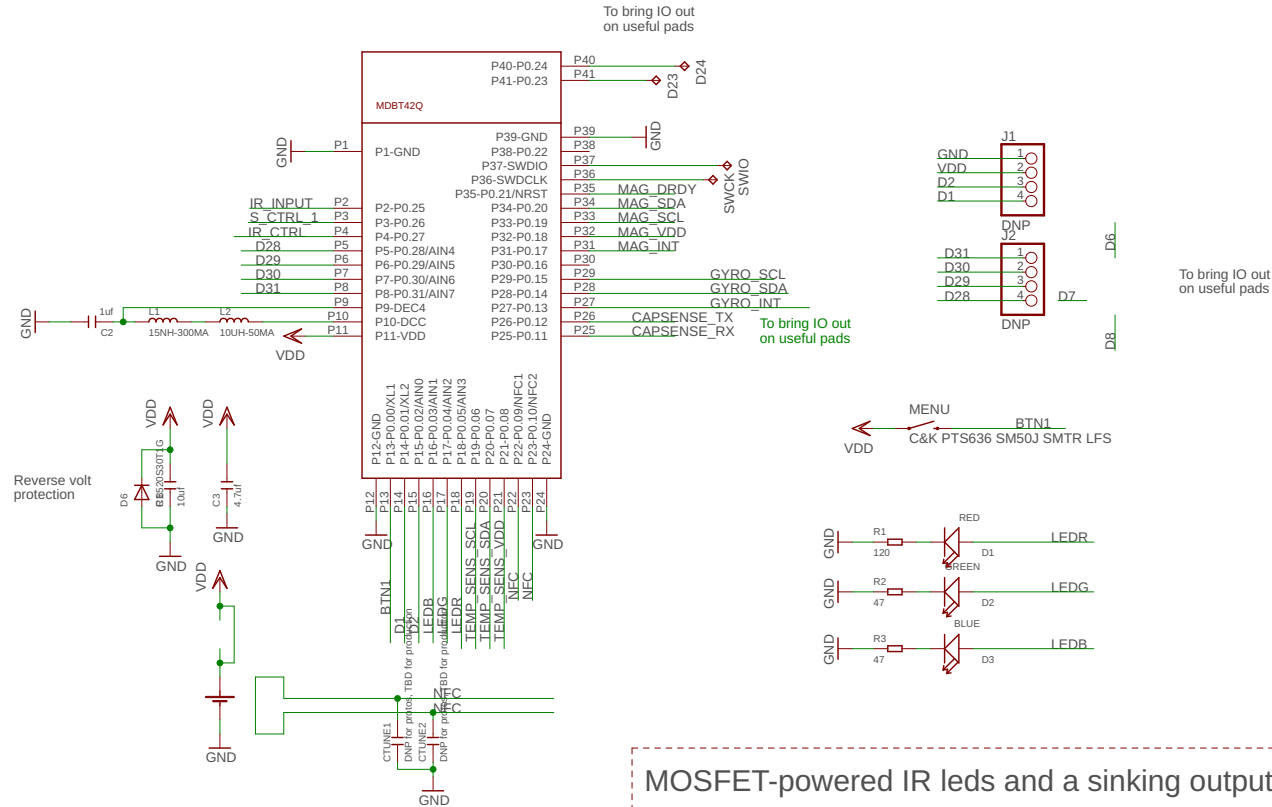 To bring IO out
on useful pads
P40-P0.24
P40
P41-P0.23
P41
D23
D24
MDBT42Q
GND
P1
P1-GND
P39-GND
P39
GND
P38-P0.22
P38
P37-SWDIO
P37
SWIO
P36-SWDCLK
P36
SWCK
P35-P0.21/NRST
P35
MAG_DRDY
IR_INPUT
P2
P2-P0.25
P34-P0.20
P34
MAG_SDA
S_CTRL_1
P3
P3-P0.26
P33-P0.19
P33
MAG_SCL
IR_CTRL
P4
P4-P0.27
P32-P0.18
P32
MAG_VDD
D28
P5
P5-P0.28/AIN4
P31-P0.17
P31
MAG_INT
D29
P6
P6-P0.29/AIN5
P30-P0.16
P30
D30
P7
P7-P0.30/AIN6
P29-P0.15
P29
GYRO_SCL
D31
P8
P8-P0.31/AIN7
P28-P0.14
P28
GYRO_SDA
P9
P9-DEC4
P27-P0.13
P27
GYRO_INT
P10
P10-DCC
P26-P0.12
P26
CAPSENSE_TX
P11
P11-VDD
P25-P0.11
P25
CAPSENSE_RX
To bring IO out
on useful pads
GND
1uf
C2
L1
15NH-300MA
L2
10UH-50MA
VDD
P12-GND
P13-P0.00/XL1
P14-P0.01/XL2
P15-P0.02/AIN0
P16-P0.03/AIN1
P17-P0.04/AIN2
P18-P0.05/AIN3
P19-P0.06
P20-P0.07
P21-P0.08
P22-P0.09/NFC1
P23-P0.10/NFC2
P24-GND
P12
P13
P14
P15
P16
P17
P18
P19
P20
P21
P22
P23
P24
GND
BTN1
D1
D2
LEDB
LEDG
LEDR
TEMP_SENS_SCL
TEMP_SENS_SDA
TEMP_SENS_VDD
NFC
NFC
GND
J1
GND
1
VDD
2
D2
3
D1
4
DNP
J2
D31
1
D30
2
D29
3
D28
4
DNP
D6
D7
D8
To bring IO out
on useful pads
MENU
VDD
BTN1
C&K PTS636 SM50J SMTR LFS
VDD
VDD
Reverse volt
protection
D6
10uf
C3
4.7uf
GND
GND
VDD
GND
NFC
NFC
CTUNE1
DNP for protos, TBD for production
CTUNE2
DNP for protos, TBD for production
GND
GND
R1
120
RED
D1
LEDR
GND
R2
47
GREEN
D2
LEDG
GND
R3
47
BLUE
D3
LEDB
MOSFET-powered IR leds and a sinking output